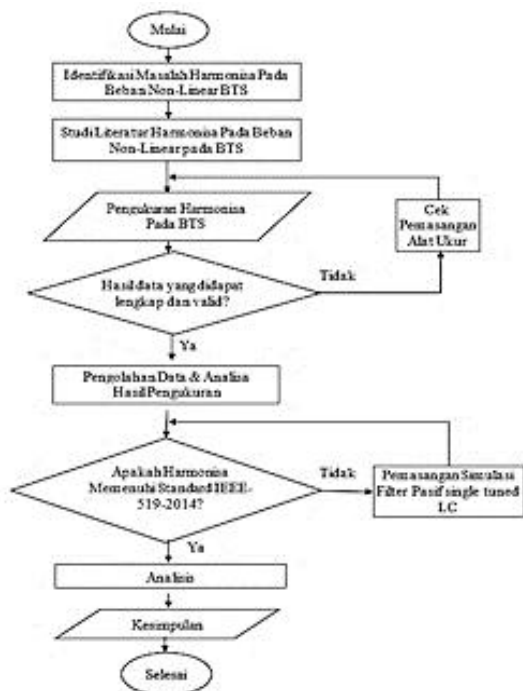 Mulai
Identifikasi Masalah Harmonisa Pada
Beban Non-Linear BTS
Studi Literatur Harmonisa Pada Beban
Non-Linear pada BTS
Pengukuran Harmonisa
Pada BTS
Cek
Pemasangan
Alat Ukur
Hasil data yang didapat
lengkap dan valid?
Tidak
Ya
Pengolahan Data & Analisa
Hasil Pengukuran
Apakah Harmonisa
Memenuhi Standard IEEE-
519-2014?
Tidak
Pemasangan Simulasi
Filter Pasif single tuned
LC
Ya
Analisis
Kesimpulan
Selesai